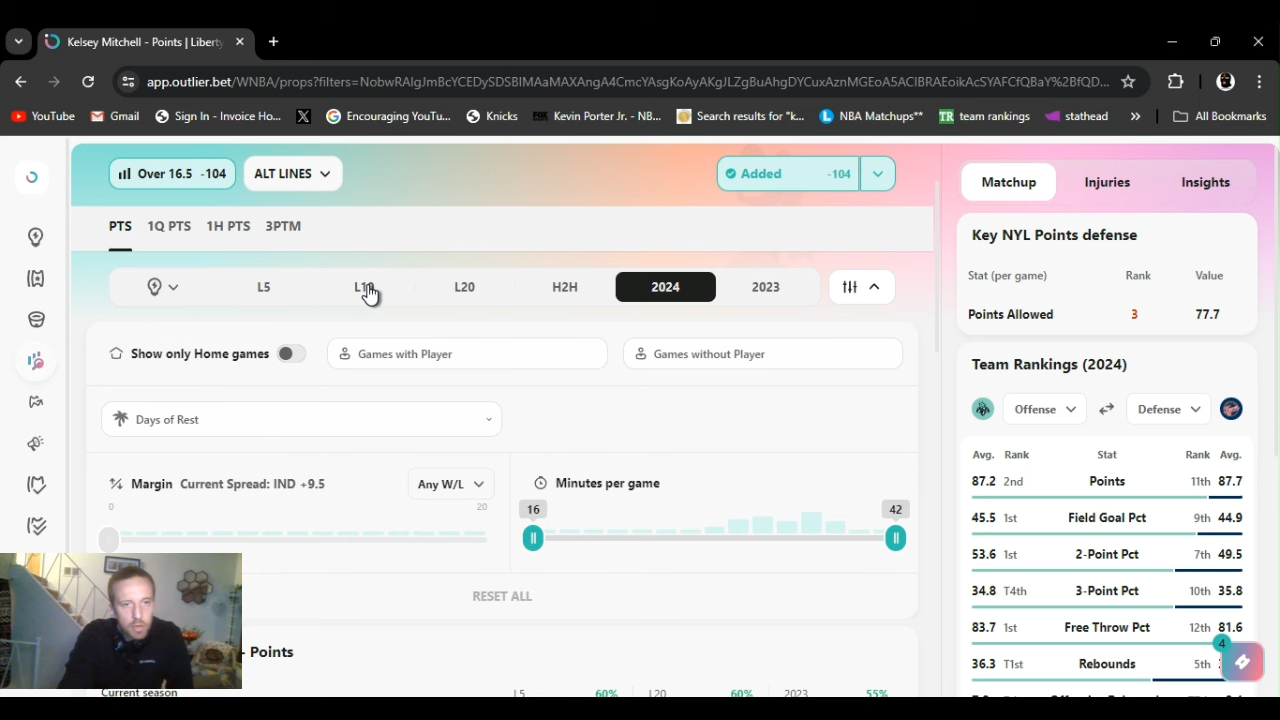 Kelsey Mitchell - Points | Liberty
app.outlier.bet/WNBA/props?filters=NobwRAlgJmBcYCEDySDSBIMAaMAXAngA4CmcYAsgKoAyAKgJLZgBuAhgDYCuxAznMGEoA5ACIBRAEoikAcSYAFCfQBaY%2BfQD...
YouTube Gmail Sign In - Invoice Ho... Encouraging YouTu... Knicks Kevin Porter Jr. - NB... Search results for "k... NBA Matchups** TR team rankings stathead » All Bookmarks
Over 16.5 -104 ALT LINES Added -104
Matchup Injuries Insights
PTS 1Q PTS 1H PTS 3PTM
Key NYL Points defense
Stat (per game) Rank Value
Points Allowed 3 77.7
L5 L10 L20 H2H 2024 2023
Show only Home games Games with Player Games without Player
Team Rankings (2024)
Offense Defense
Days of Rest
Avg. Rank Stat Rank Avg.
87.2 2nd Points 11th 87.7
Margin Current Spread: IND +9.5 Any W/L Minutes per game
0 20 16 42
45.5 1st Field Goal Pct 9th 44.9
53.6 1st 2-Point Pct 7th 49.5
34.8 T4th 3-Point Pct 10th 35.8
RESET ALL
83.7 1st Free Throw Pct 12th 81.6
4
- Points
36.3 T1st Rebounds 5th
Current season L5 60% L20 60% 2023 55%